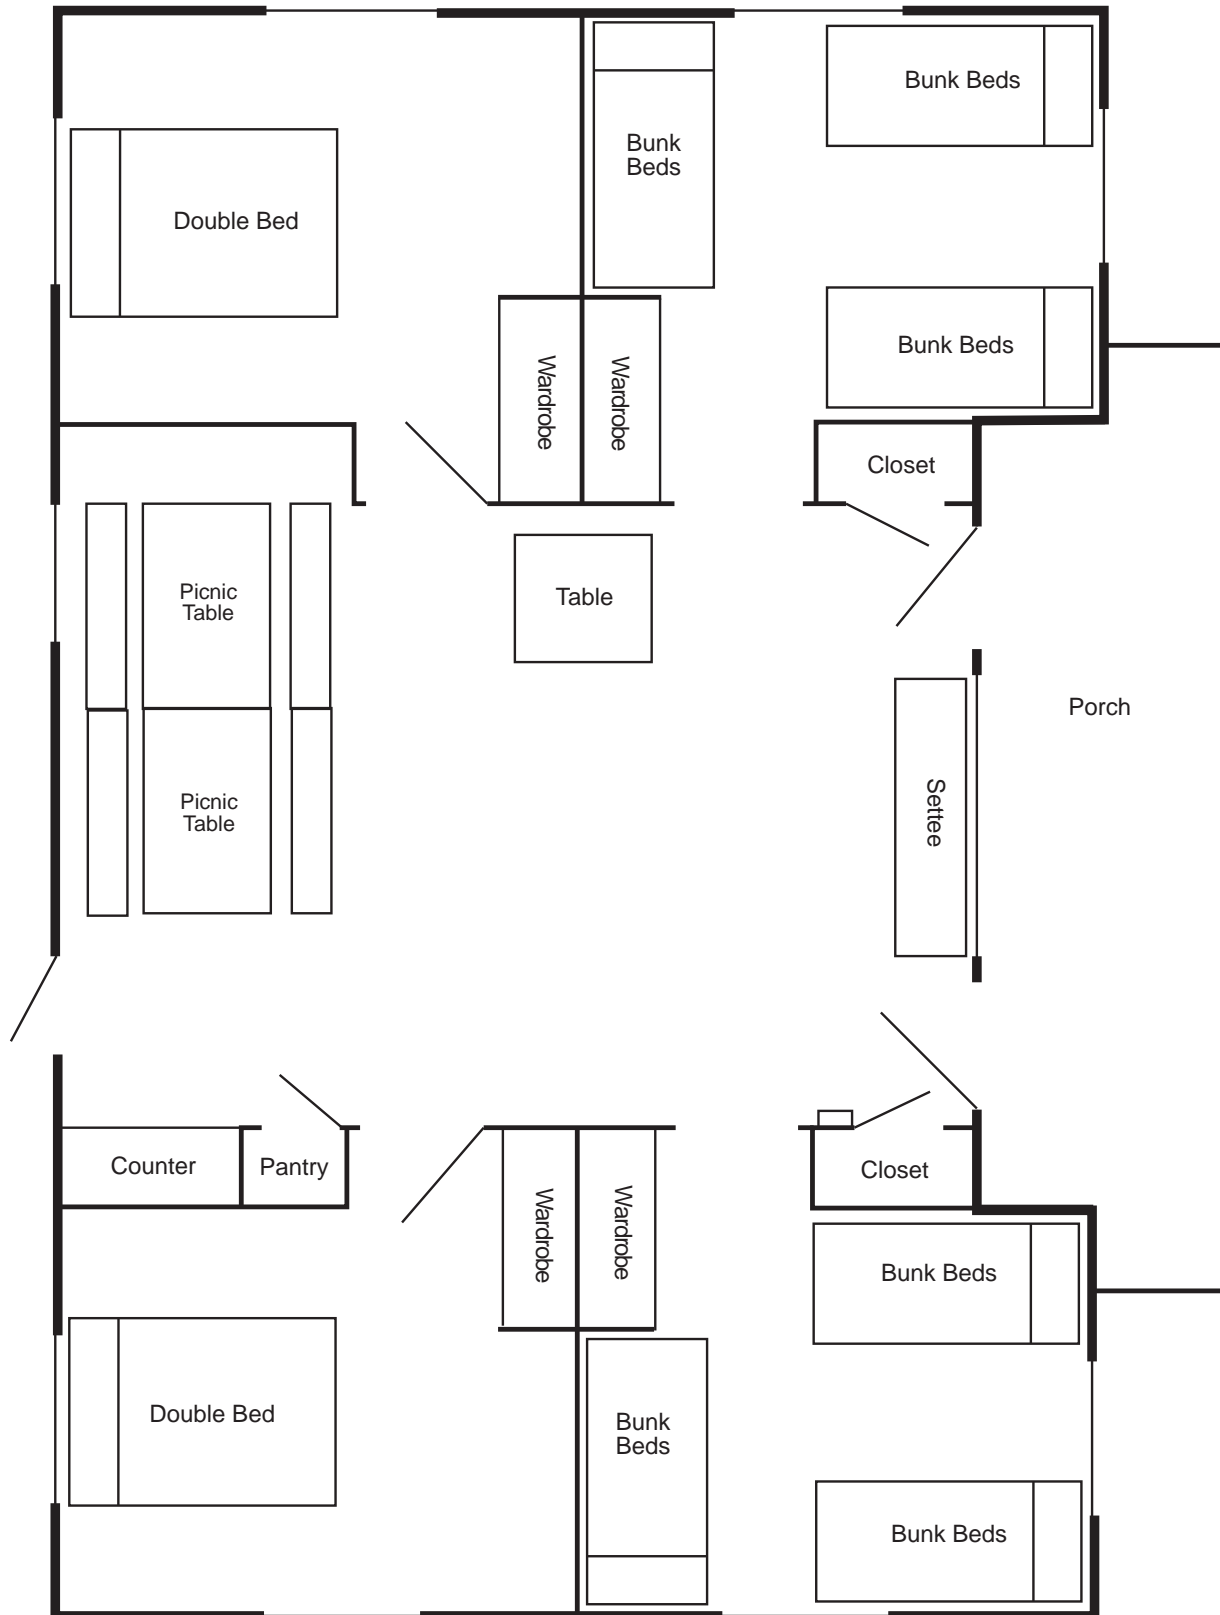 Bunk Beds
Bunk
Beds
Double Bed
Bunk Beds
Wardrobe
Wardrobe
Closet
Picnic
Table
Table
Porch
Picnic
Table
Settee
Counter
Pantry
Closet
Wardrobe
Wardrobe
Bunk Beds
Double Bed
Bunk
Beds
Bunk Beds